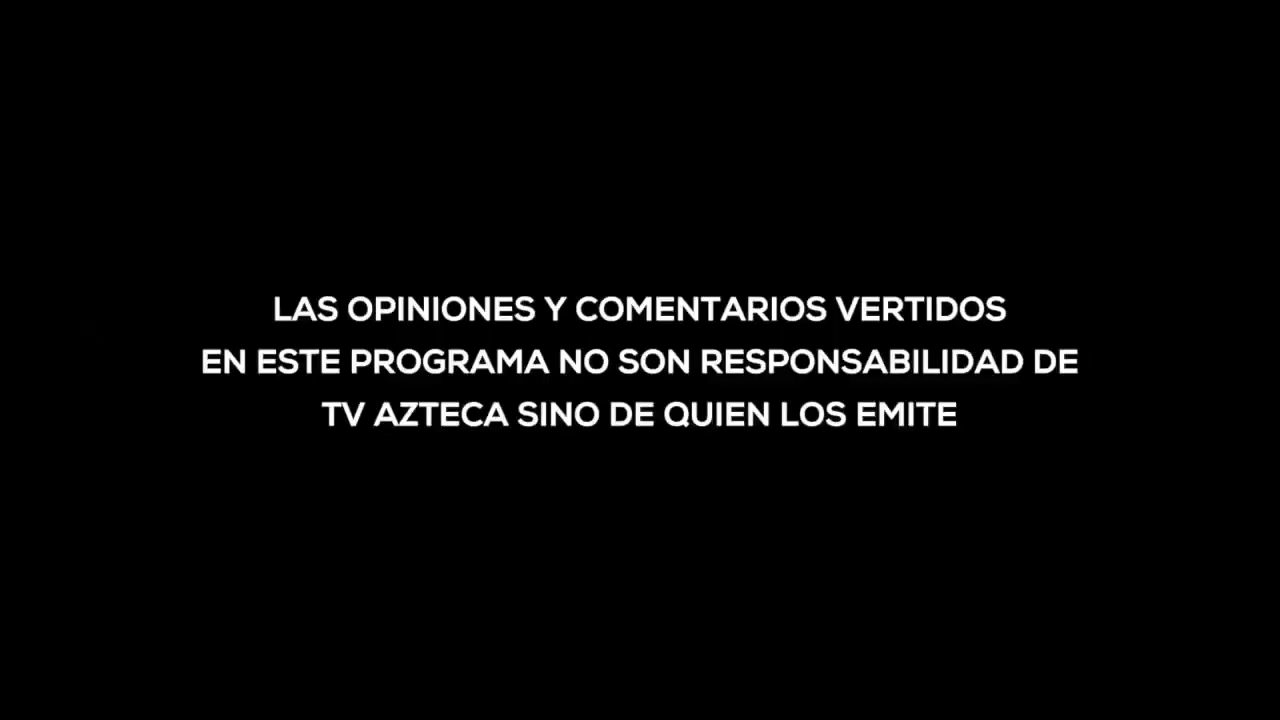 LAS OPINIONES Y COMENTARIOS VERTIDOS
EN ESTE PROGRAMA NO SON RESPONSABILIDAD DE
TV AZTECA SINO DE QUIEN LOS EMITE